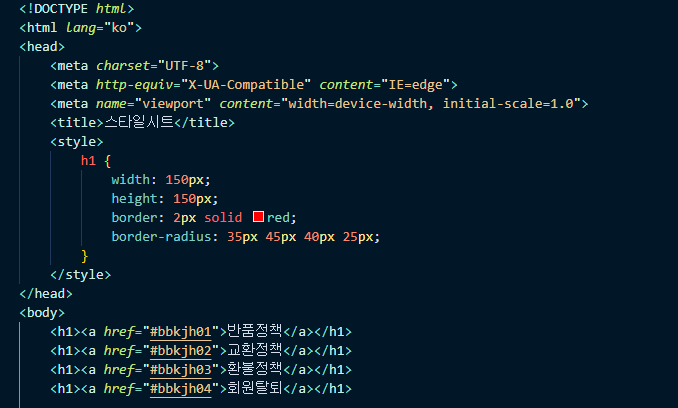 <!DOCTYPE html>
<html lang="ko">
<head>
    <meta charset="UTF-8">
    <meta http-equiv="X-UA-Compatible" content="IE=edge">
    <meta name="viewport" content="width=device-width, initial-scale=1.0">
    <title>스타일시트</title>
    <style>
        h1 {
            width: 150px;
            height: 150px;
            border: 2px solid red;
            border-radius: 35px 45px 40px 25px;
        }
    </style>
</head>
<body>
    <h1><a href="#bbkjh01">반품정책</a></h1>
    <h1><a href="#bbkjh02">교환정책</a></h1>
    <h1><a href="#bbkjh03">환불정책</a></h1>
    <h1><a href="#bbkjh04">회원탈퇴</a></h1>